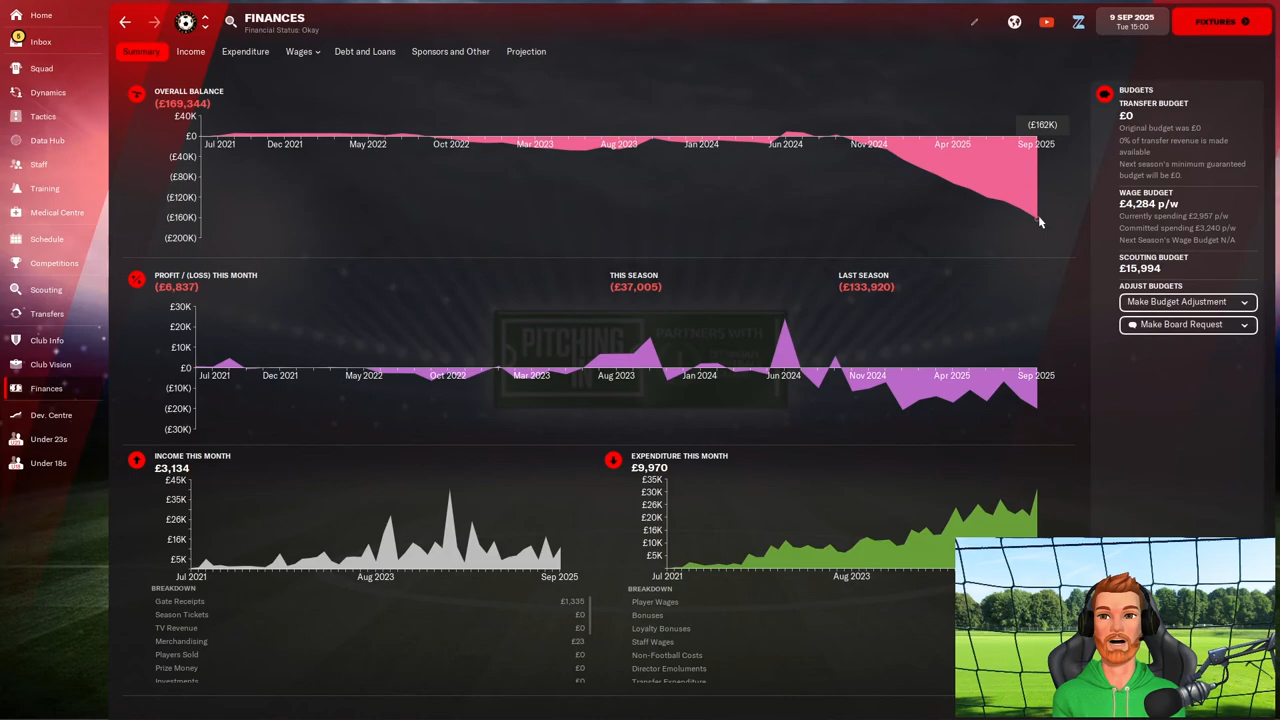 Home
5
Inbox
Squad
Dynamics
Tactics
Data Hub
Staff
Training
Medical Centre
Schedule
Competitions
Scouting
Transfers
Club Info
Club Vision
Finances
Dev. Centre
Under 23s
Under 18s
FINANCES
Financial Status: Okay
9 SEP 2025
Tue 15:00
FIXTURES
Summary
Income
Expenditure
Wages
Debt and Loans
Sponsors and Other
Projection
OVERALL BALANCE
(£169,344)
£40K
£0
(£40K)
(£80K)
(£120K)
(£160K)
(£200K)
(£162K)
Jul 2021
Dec 2021
May 2022
Oct 2022
Mar 2023
Aug 2023
Jan 2024
Jun 2024
Nov 2024
Apr 2025
Sep 2025
PROFIT / (LOSS) THIS MONTH
(£6,837)
THIS SEASON
(£37,005)
LAST SEASON
(£133,920)
£30K
£20K
£10K
£0
(£10K)
(£20K)
(£30K)
Jul 2021
Dec 2021
May 2022
Oct 2022
Mar 2023
Aug 2023
Jan 2024
Jun 2024
Nov 2024
Apr 2025
Sep 2025
PITCHING
IN
PARTNERS WITH
INCOME THIS MONTH
£3,134
£45K
£35K
£26K
£16K
£5K
Jul 2021
Aug 2023
Sep 2025
BREAKDOWN
Gate Receipts £1,335
Season Tickets £0
TV Revenue £0
Merchandising £23
Players Sold £0
Prize Money £0
Investments £0
EXPENDITURE THIS MONTH
£9,970
£35K
£30K
£26K
£20K
£16K
£10K
£5K
Jul 2021
Aug 2023
BREAKDOWN
Player Wages
Bonuses
Loyalty Bonuses
Staff Wages
Non-Football Costs
Director Emoluments
Transfer Expenditure
BUDGETS
TRANSFER BUDGET
£0
Original budget was £0
0% of transfer revenue is made
available
Next season's minimum guaranteed
budget will be £0.
WAGE BUDGET
£4,284 p/w
Currently spending £2,957 p/w
Committed spending £3,240 p/w
Next Season's Wage Budget N/A
SCOUTING BUDGET
£15,994
ADJUST BUDGETS
Make Budget Adjustment
Make Board Request